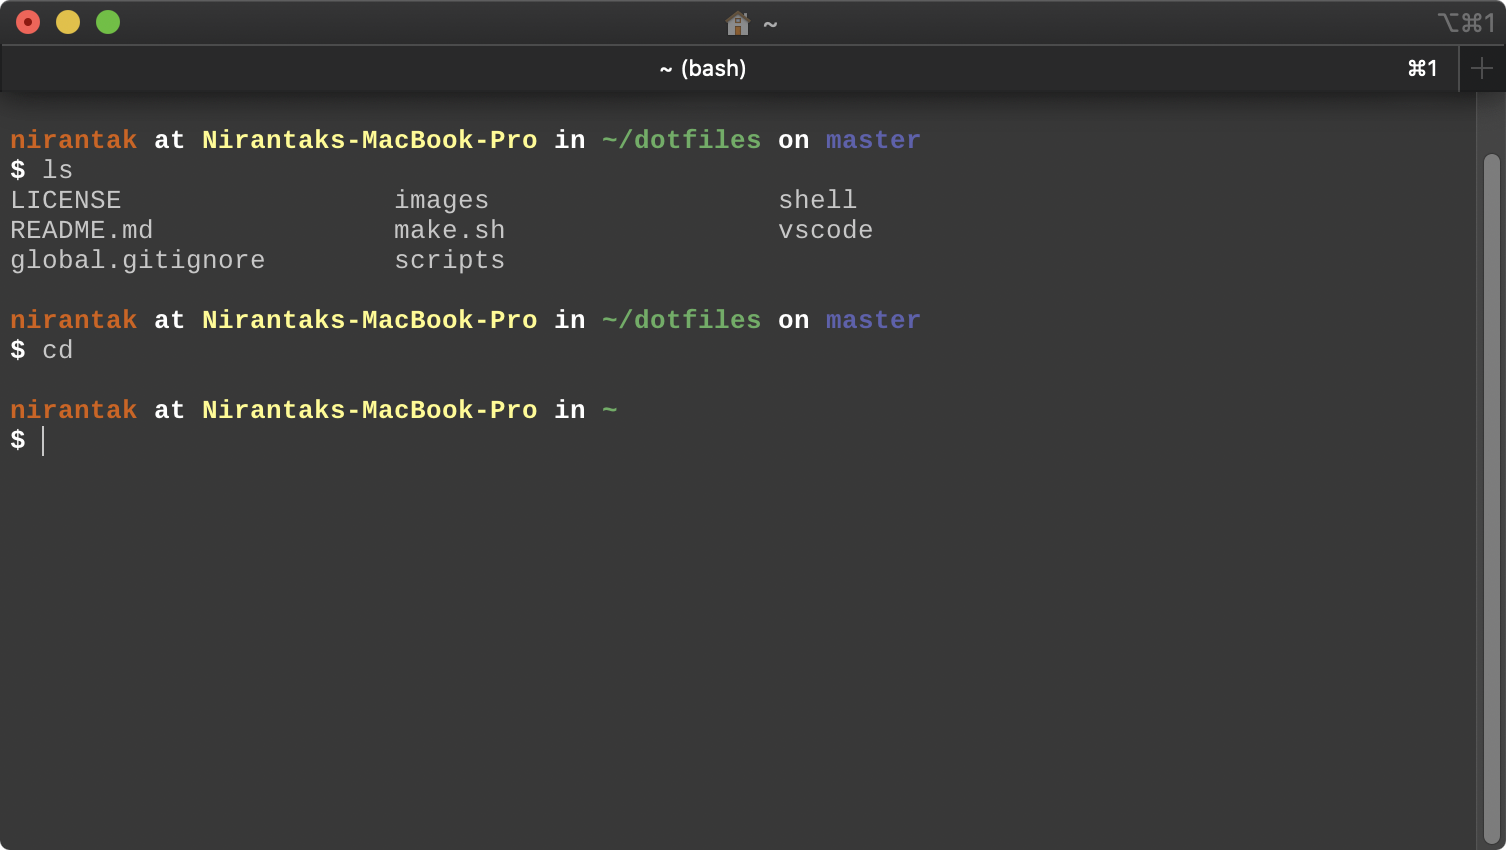 ~ ⌥⌘1
~ (bash) ⌘1
nirantak at Nirantaks-MacBook-Pro in ~/dotfiles on master
$ ls
LICENSE images shell
README.md make.sh vscode
global.gitignore scripts
nirantak at Nirantaks-MacBook-Pro in ~/dotfiles on master
$ cd
nirantak at Nirantaks-MacBook-Pro in ~
$